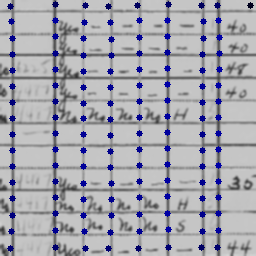 yes - - - - 40
yes - - - - 40
yes - - - - 48
yes - - - - 40
No No No No H
yes - - - - 35
No No No No H
No No No No S
yes - - - - 44